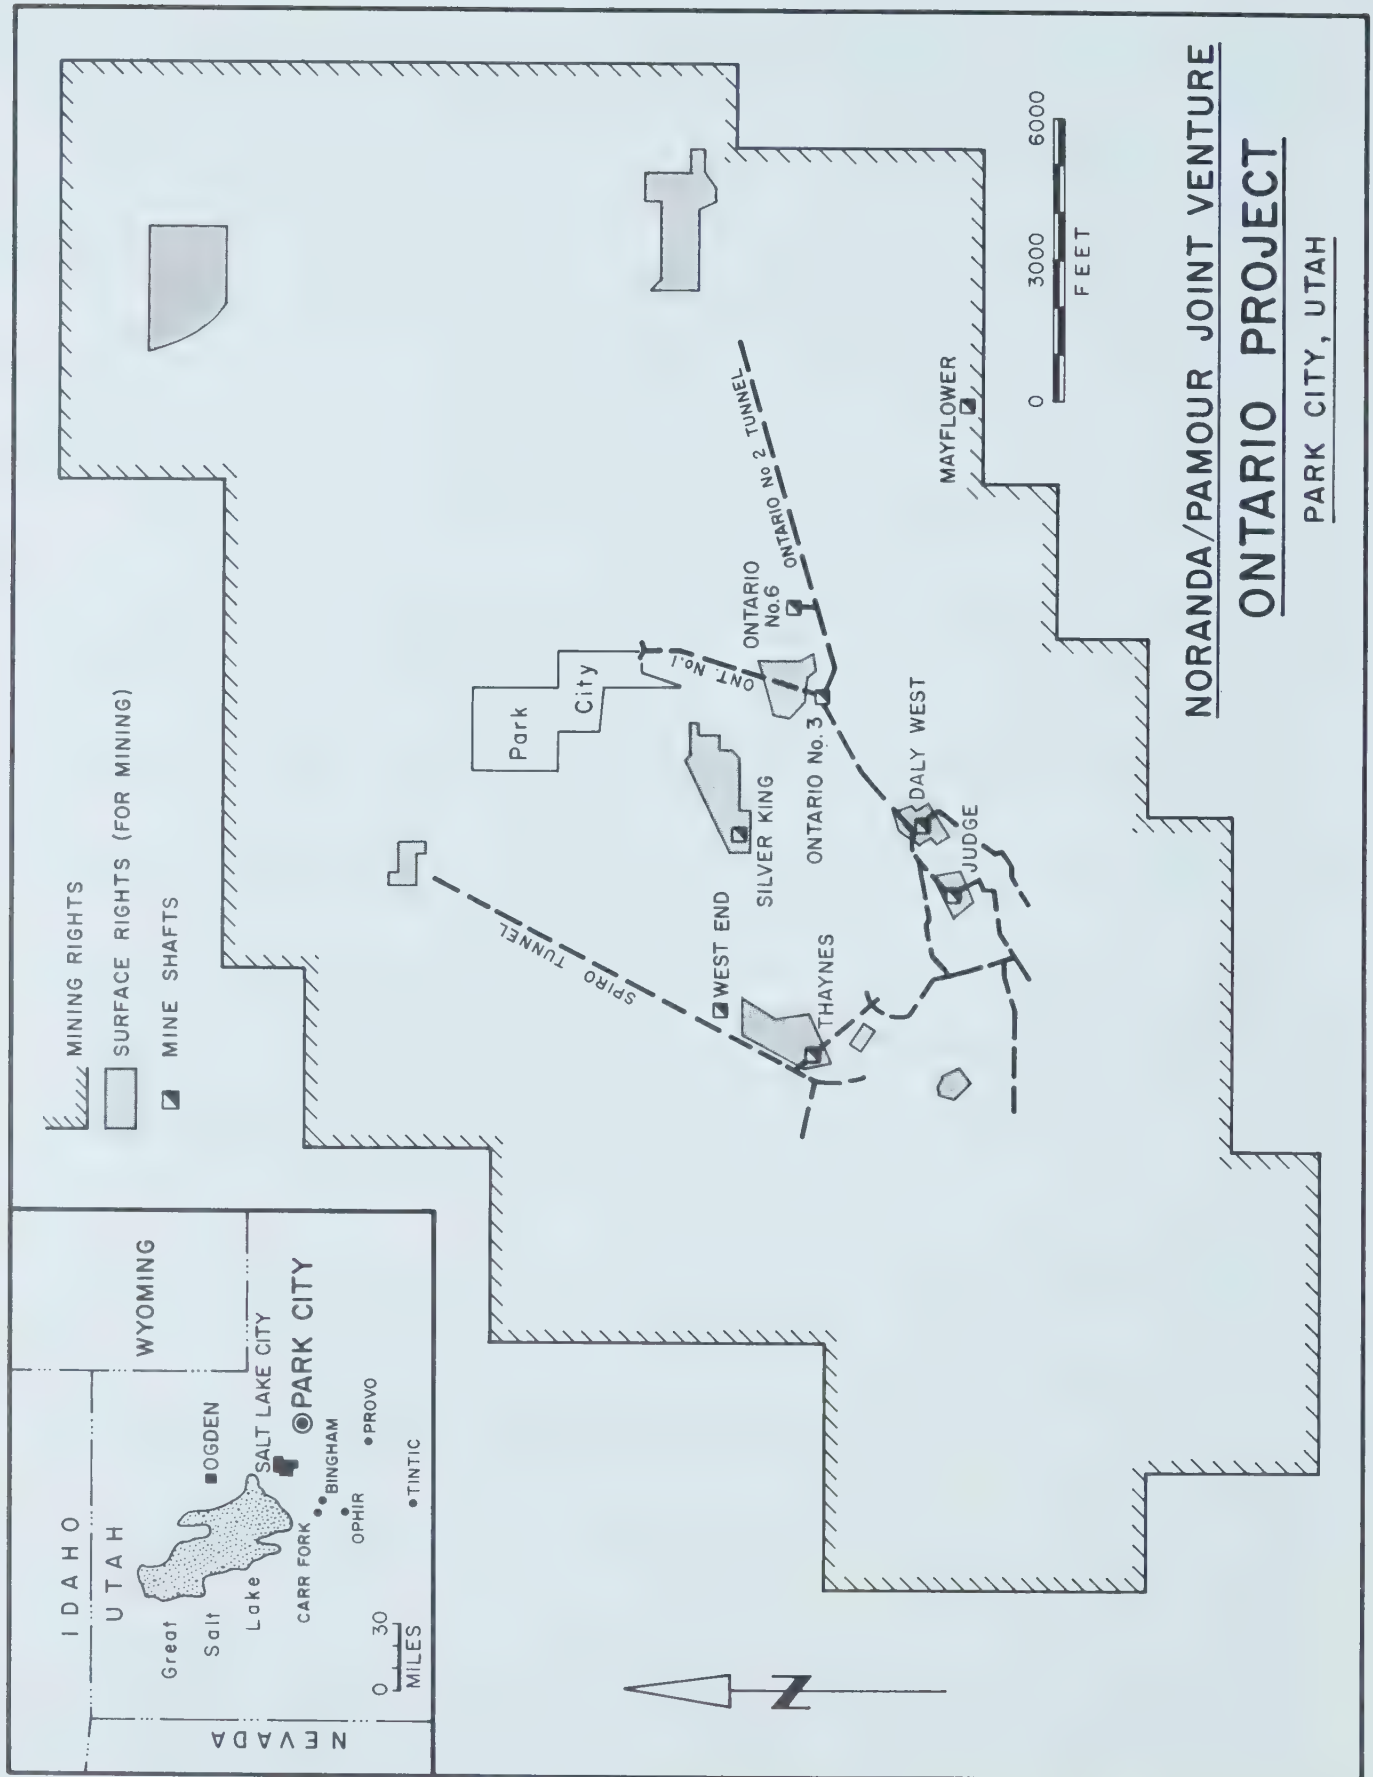 IDAHO
UTAH
WYOMING
NEVADA
Great
Salt
Lake
OGDEN
SALT LAKE CITY
PARK CITY
CARR FORK
BINGHAM
OPHIR
PROVO
TINTIC
0 30
MILES
MINING RIGHTS
SURFACE RIGHTS (FOR MINING)
MINE SHAFTS
N
Park
City
SPIRO TUNNEL
WEST END
SILVER KING
THAYNES
ONT. No.1
ONTARIO
No.6
ONTARIO No 2 TUNNEL
ONTARIO No. 3
DALY WEST
JUDGE
MAYFLOWER
0 3000 6000
FEET
NORANDA/PAMOUR JOINT VENTURE
ONTARIO PROJECT
PARK CITY, UTAH